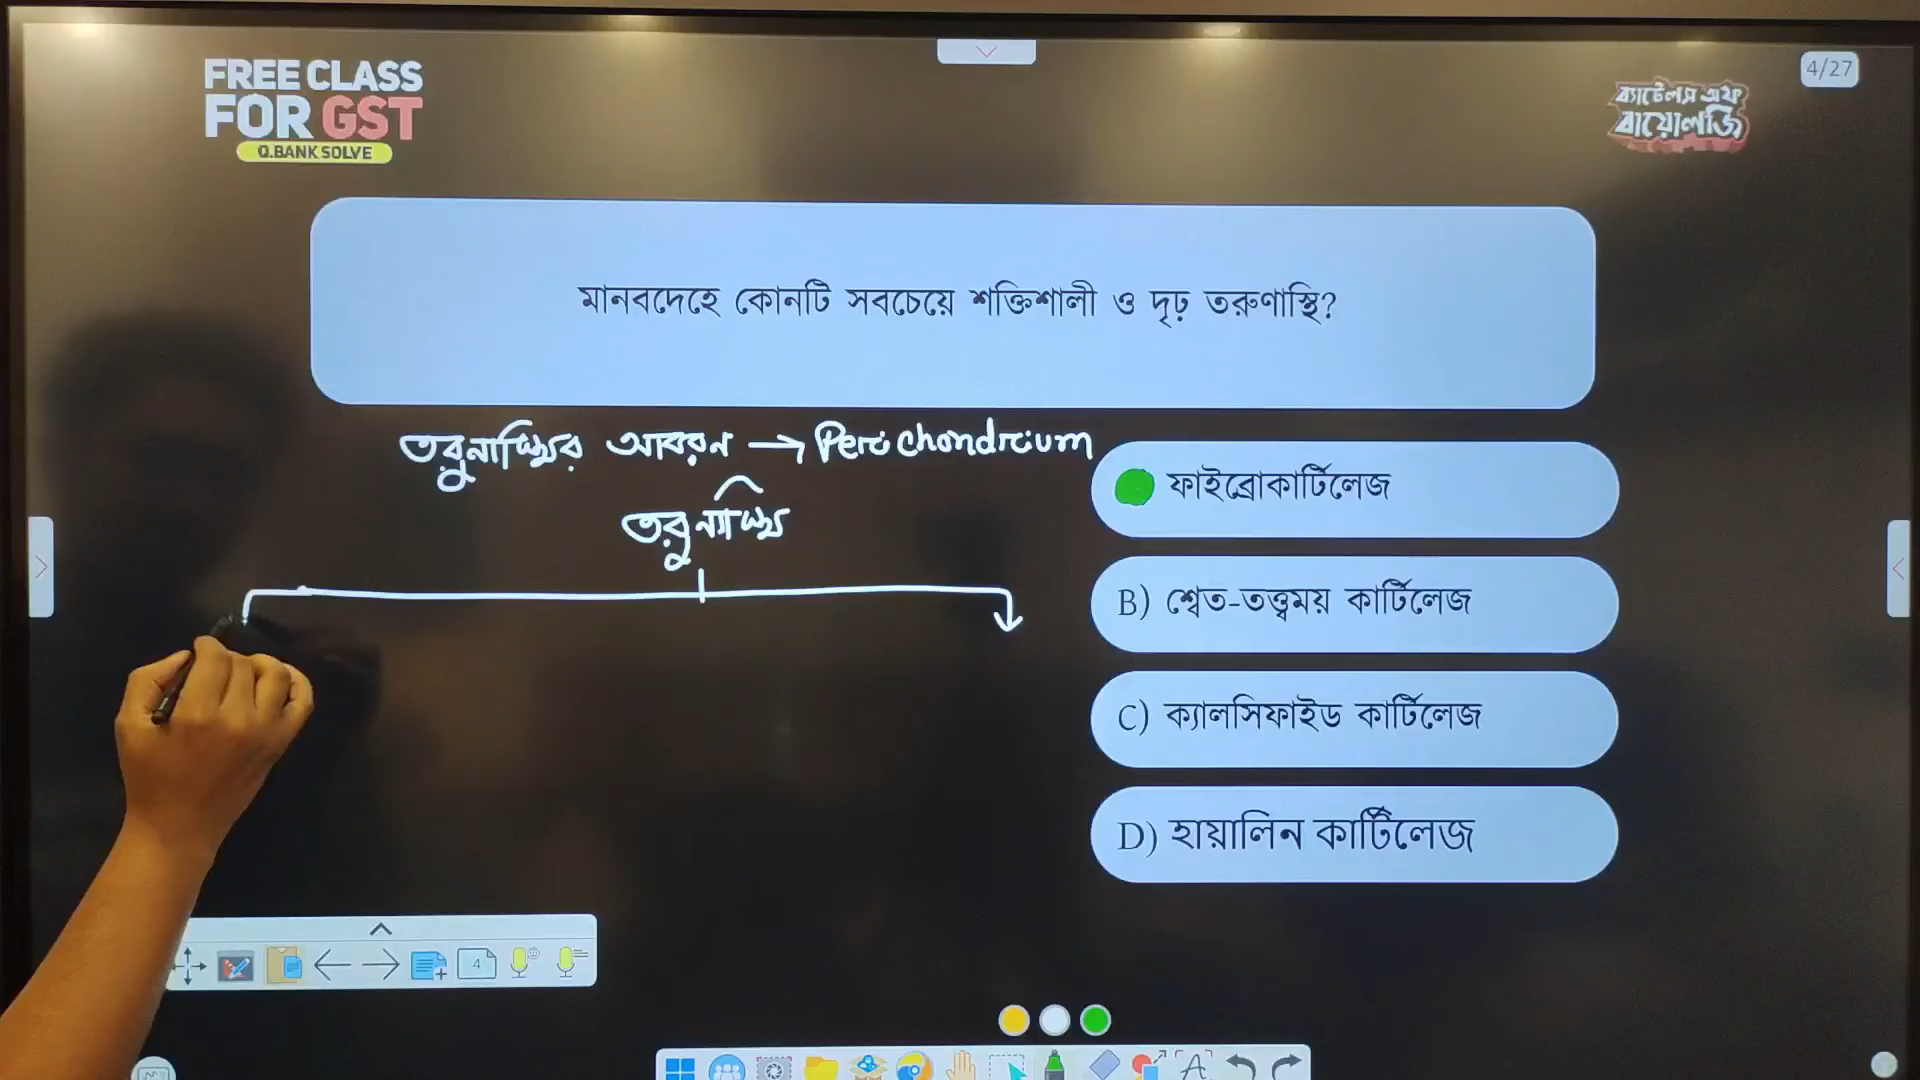 FREE CLASS
FOR GST
Q.BANK SOLVE
4/27
ব্যাটেলস অফ
বায়োলজি
মানবদেহে কোনটি সবচেয়ে শক্তিশালী ও দৃঢ় তরুণাস্থি?
তরুনাস্থির আবরন → Perichondrium
তরুনাস্থি
ফাইব্রোকার্টিলেজ
B) শ্বেত-তন্তুময় কার্টিলেজ
C) ক্যালসিফাইড কার্টিলেজ
D) হায়ালিন কার্টিলেজ
4